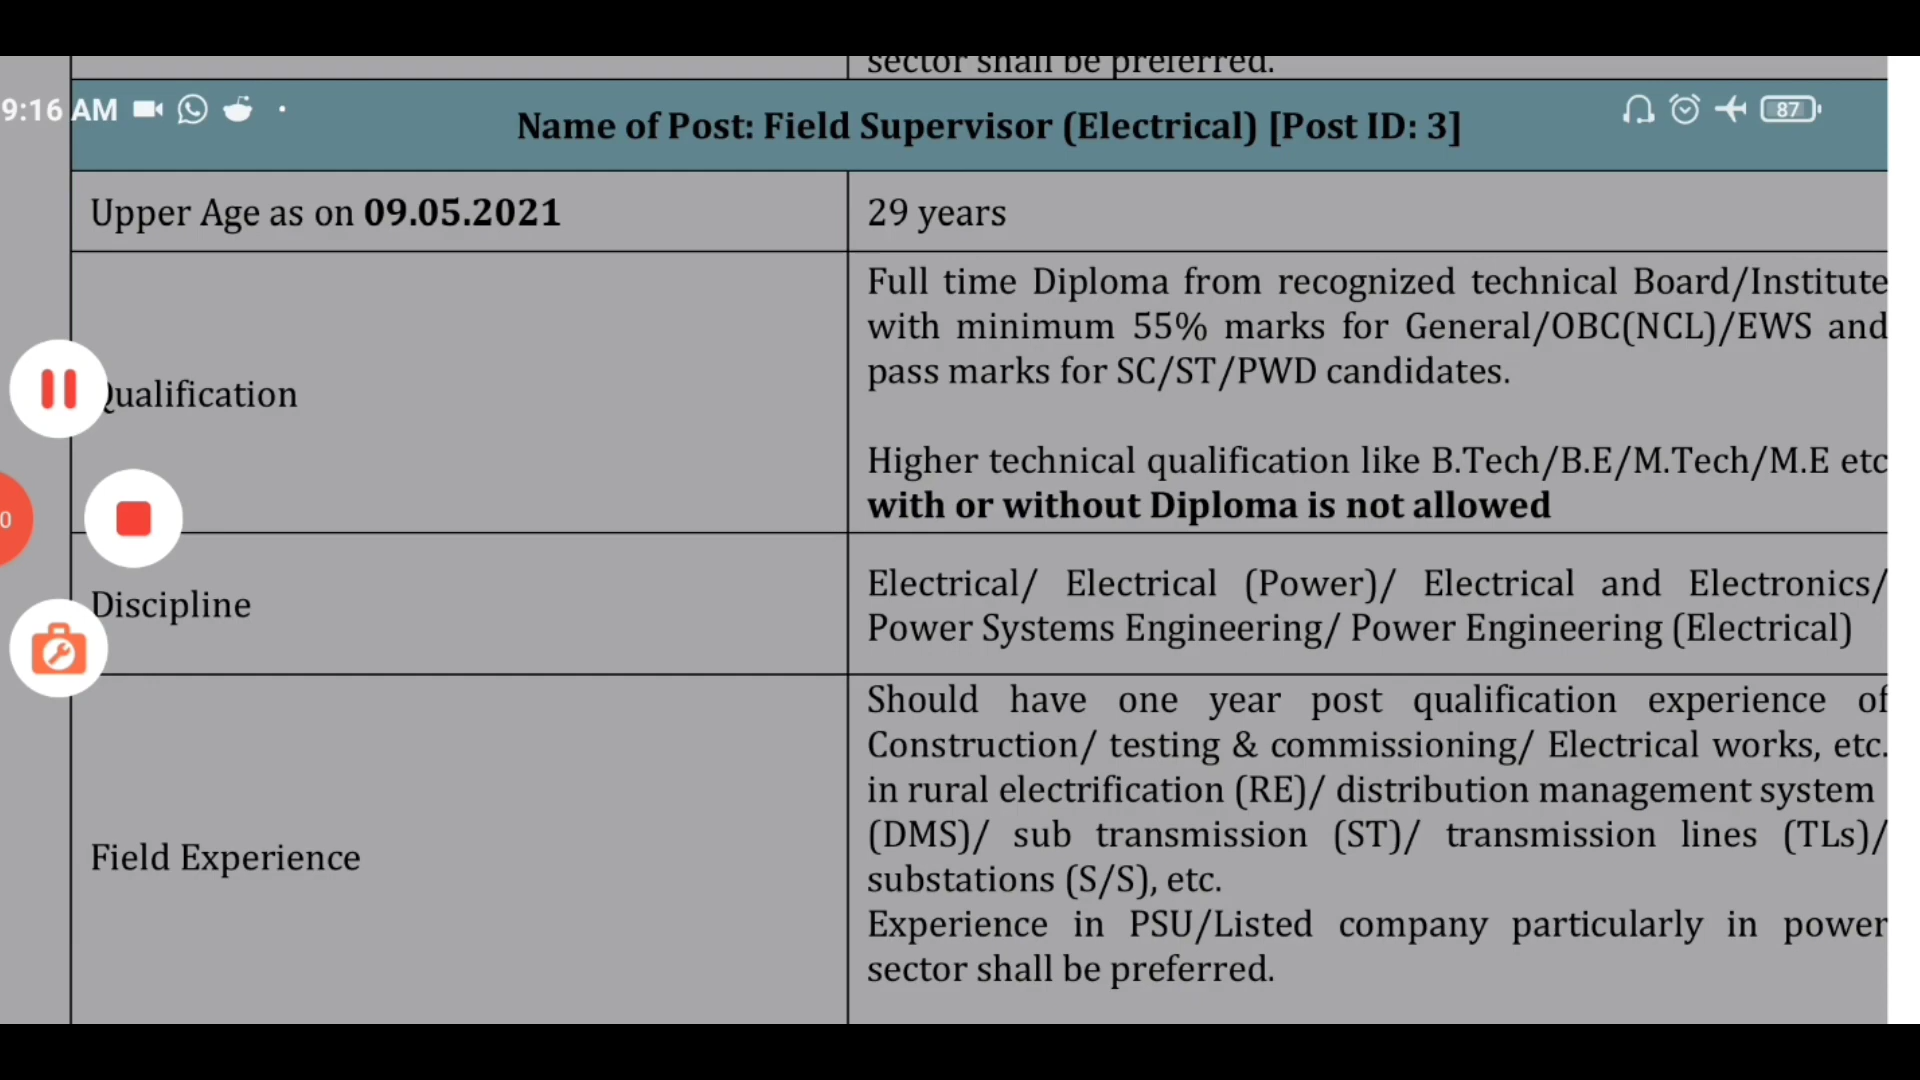 sector shall be preferred.
9:16 AM
87
Name of Post: Field Supervisor (Electrical) [Post ID: 3]
Upper Age as on 09.05.2021
29 years
Qualification
Full time Diploma from recognized technical Board/Institute
with minimum 55% marks for General/OBC(NCL)/EWS and
pass marks for SC/ST/PWD candidates.
Higher technical qualification like B.Tech/B.E/M.Tech/M.E etc
with or without Diploma is not allowed
0
Discipline
Electrical/ Electrical (Power)/ Electrical and Electronics/
Power Systems Engineering/ Power Engineering (Electrical)
Field Experience
Should have one year post qualification experience of
Construction/ testing & commissioning/ Electrical works, etc.
in rural electrification (RE)/ distribution management system
(DMS)/ sub transmission (ST)/ transmission lines (TLs)/
substations (S/S), etc.
Experience in PSU/Listed company particularly in power
sector shall be preferred.